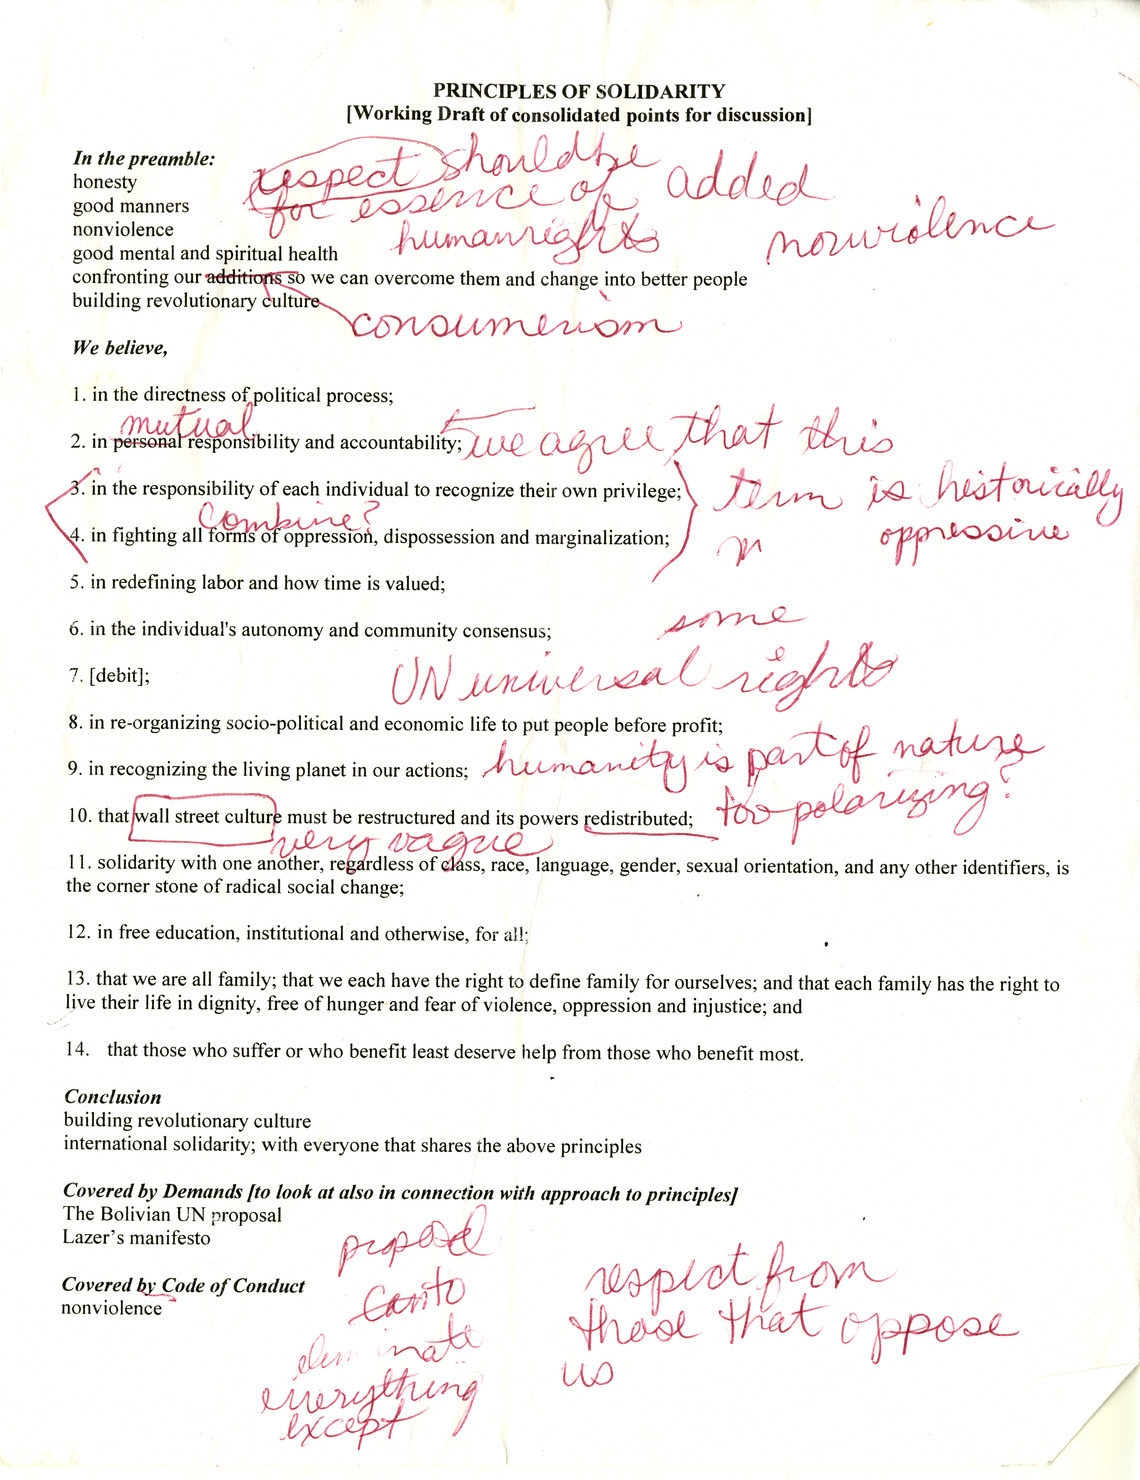 PRINCIPLES OF SOLIDARITY
[Working Draft of consolidated points for discussion]
In the preamble:
honesty
good manners
nonviolence
good mental and spiritual health
confronting our additions so we can overcome them and change into better people
building revolutionary culture
respect should be added
for essence of
human rights
nonviolence
consumerism
We believe,
1. in the directness of political process;
mutual
2. in personal responsibility and accountability;
we agree that this
term is historically
oppressive
3. in the responsibility of each individual to recognize their own privilege;
combine?
4. in fighting all forms of oppression, dispossession and marginalization;
5. in redefining labor and how time is valued;
some
6. in the individual's autonomy and community consensus;
UN universal rights
7. [debit];
8. in re-organizing socio-political and economic life to put people before profit;
humanity is part of nature
9. in recognizing the living planet in our actions;
too polarizing?
10. that wall street culture must be restructured and its powers redistributed;
very vague
11. solidarity with one another, regardless of class, race, language, gender, sexual orientation, and any other identifiers, is
the corner stone of radical social change;
12. in free education, institutional and otherwise, for all;
13. that we are all family; that we each have the right to define family for ourselves; and that each family has the right to
live their life in dignity, free of hunger and fear of violence, oppression and injustice; and
14. that those who suffer or who benefit least deserve help from those who benefit most.
Conclusion
building revolutionary culture
international solidarity; with everyone that shares the above principles
Covered by Demands [to look at also in connection with approach to principles]
The Bolivian UN proposal
Lazer's manifesto
Covered by Code of Conduct
nonviolence
eliminate
everything
except
respect from
those that oppose
us